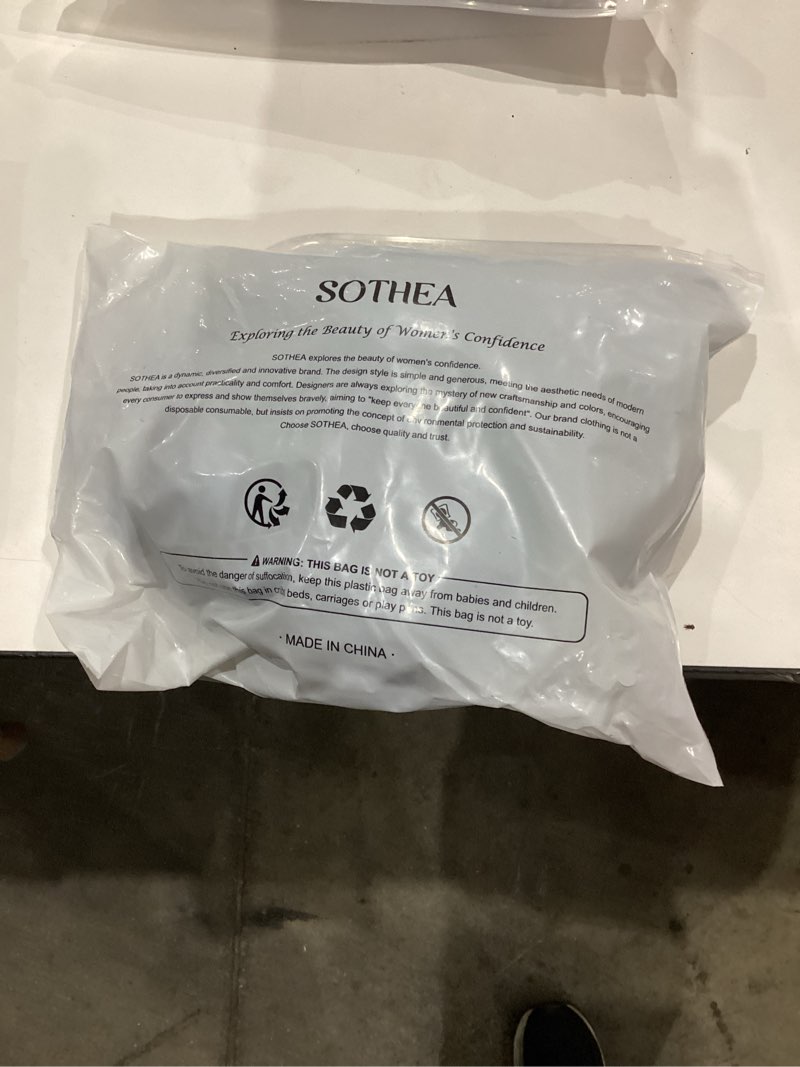 SOTHEA
Exploring the Beauty of Women's Confidence
SOTHEA explores the beauty of women's confidence.
SOTHEA is a dynamic, diversified and innovative brand. The design style is simple and generous, meeting the aesthetic needs of modern
people, taking into account practicality and comfort. Designers are always exploring the mystery of new craftsmanship and colors, encouraging
every consumer to express and show themselves bravely, aiming to "keep everyone beautiful and confident". Our brand clothing is not a
disposable consumable, but insists on promoting the concept of environmental protection and sustainability.
Choose SOTHEA, choose quality and trust.
WARNING: THIS BAG IS NOT A TOY
To avoid the danger of suffocation, keep this plastic bag away from babies and children.
this bag in beds, carriages or play pens. This bag is not a toy.
· MADE IN CHINA ·